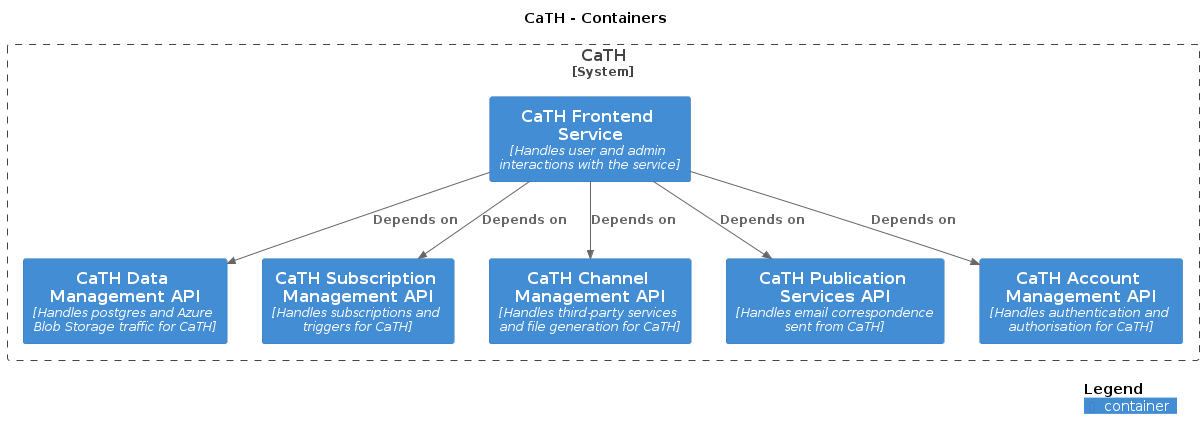 CaTH - Containers
CaTH
[System]
CaTH Frontend
Service
[Handles user and admin
interactions with the service]
Depends on
Depends on
Depends on
Depends on
Depends on
CaTH Data
Management API
[Handles postgres and Azure
Blob Storage traffic for CaTH]
CaTH Subscription
Management API
[Handles subscriptions and
triggers for CaTH]
CaTH Channel
Management API
[Handles third-party services
and file generation for CaTH]
CaTH Publication
Services API
[Handles email correspondence
sent from CaTH]
CaTH Account
Management API
[Handles authentication and
authorisation for CaTH]
Legend
container